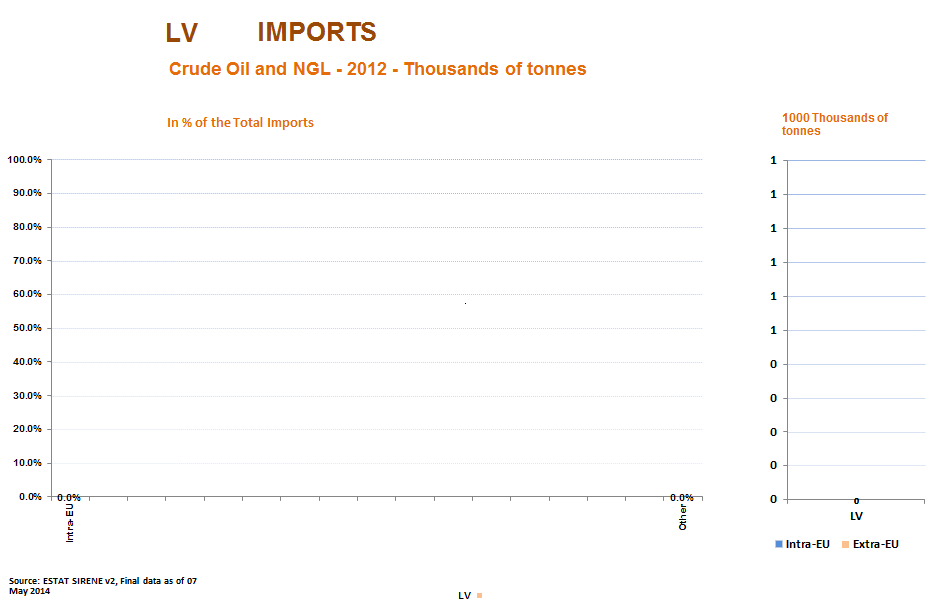 LV IMPORTS
Crude Oil and NGL - 2012 - Thousands of tonnes
In % of the Total Imports
100.0%
90.0%
80.0%
70.0%
60.0%
50.0%
40.0%
30.0%
20.0%
10.0%
0.0%
0.0%
0.0%
Intra-EU
Other
1000 Thousands of
tonnes
1
1
1
1
1
1
0
0
0
0
0
0
LV
Intra-EU
Extra-EU
Source: ESTAT SIRENE v2, Final data as of 07
May 2014
LV